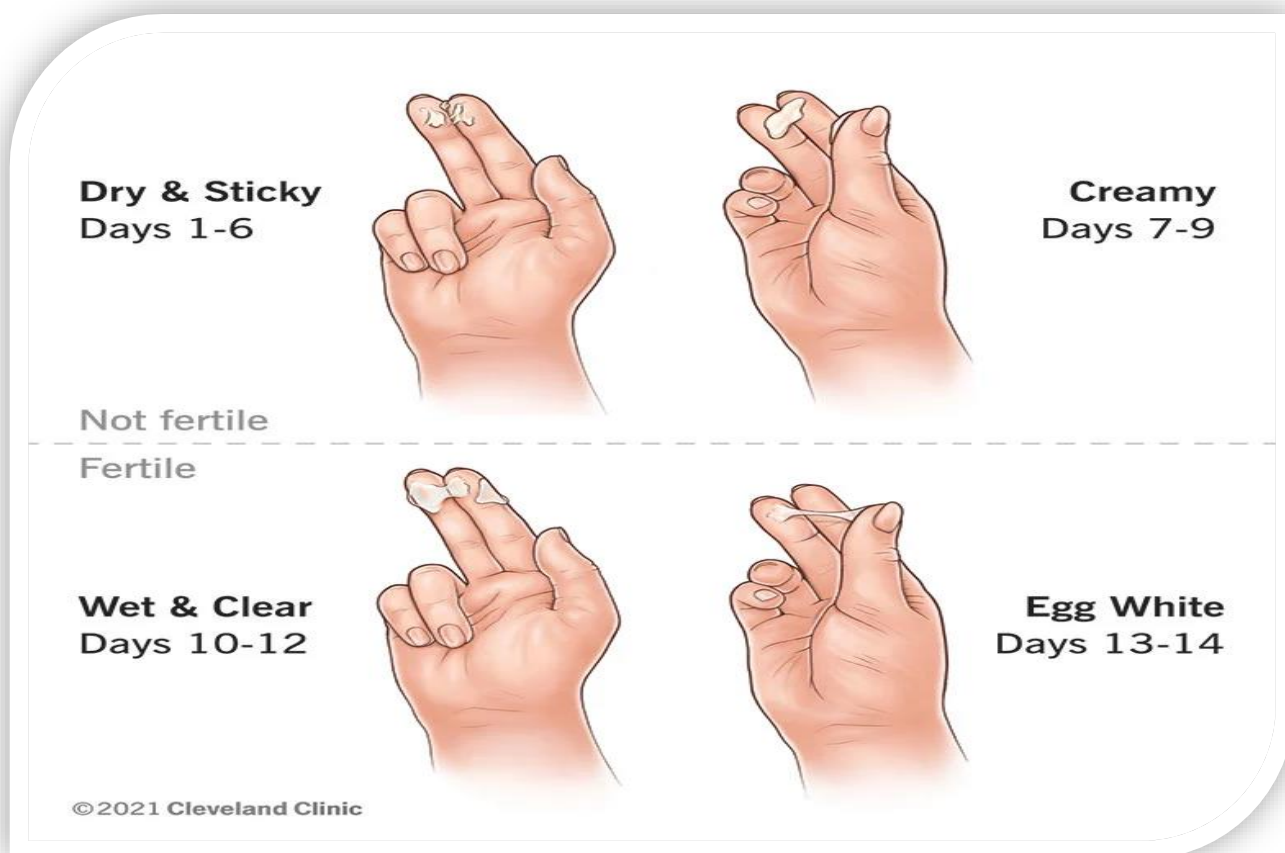 Dry & Sticky
Days 1-6
Creamy
Days 7-9
Not fertile
Fertile
Wet & Clear
Days 10-12
Egg White
Days 13-14
©2021 Cleveland Clinic